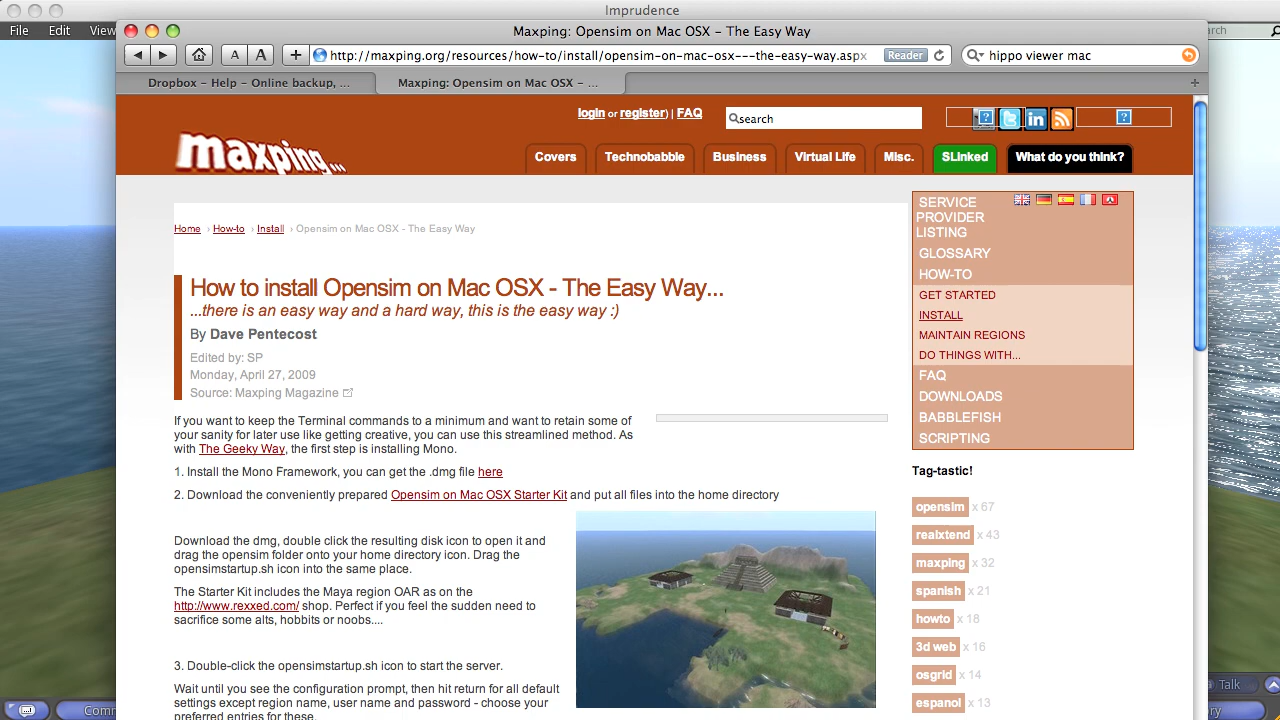 Imprudence
File Edit View
Maxping: Opensim on Mac OSX - The Easy Way
A A + http://maxping.org/resources/how-to/install/opensim-on-mac-osx---the-easy-way.aspx Reader hippo viewer mac
Dropbox - Help - Online backup, ... Maxping: Opensim on Mac OSX - ... +
login or register) | FAQ search
maxping...
Covers Technobabble Business Virtual Life Misc. SLinked What do you think?
Home › How-to › Install › Opensim on Mac OSX - The Easy Way
How to install Opensim on Mac OSX - The Easy Way...
...there is an easy way and a hard way, this is the easy way :)
By Dave Pentecost
Edited by: SP
Monday, April 27, 2009
Source: Maxping Magazine
If you want to keep the Terminal commands to a minimum and want to retain some of
your sanity for later use like getting creative, you can use this streamlined method. As
with The Geeky Way, the first step is installing Mono.
1. Install the Mono Framework, you can get the .dmg file here
2. Download the conveniently prepared Opensim on Mac OSX Starter Kit and put all files into the home directory
Download the dmg, double click the resulting disk icon to open it and
drag the opensim folder onto your home directory icon. Drag the
opensimstartup.sh icon into the same place.
The Starter Kit includes the Maya region OAR as on the
http://www.rexxed.com/ shop. Perfect if you feel the sudden need to
sacrifice some alts, hobbits or noobs....
3. Double-click the opensimstartup.sh icon to start the server.
Wait until you see the configuration prompt, then hit return for all default
settings except region name, user name and password - choose your
preferred entries for these.
SERVICE
PROVIDER
LISTING
GLOSSARY
HOW-TO
GET STARTED
INSTALL
MAINTAIN REGIONS
DO THINGS WITH...
FAQ
DOWNLOADS
BABBLEFISH
SCRIPTING
Tag-tastic!
opensim x 67
realxtend x 43
maxping x 32
spanish x 21
howto x 18
3d web x 16
osgrid x 14
espanol x 13
Talk